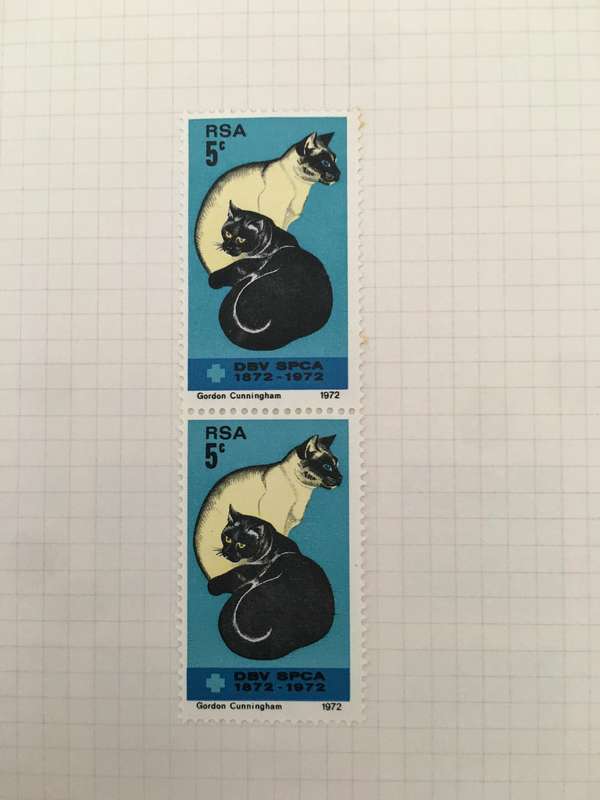 RSA
5c
DBV SPCA
1872-1972
Gordon Cunningham 1972
RSA
5c
DBV SPCA
1872-1972
Gordon Cunningham 1972